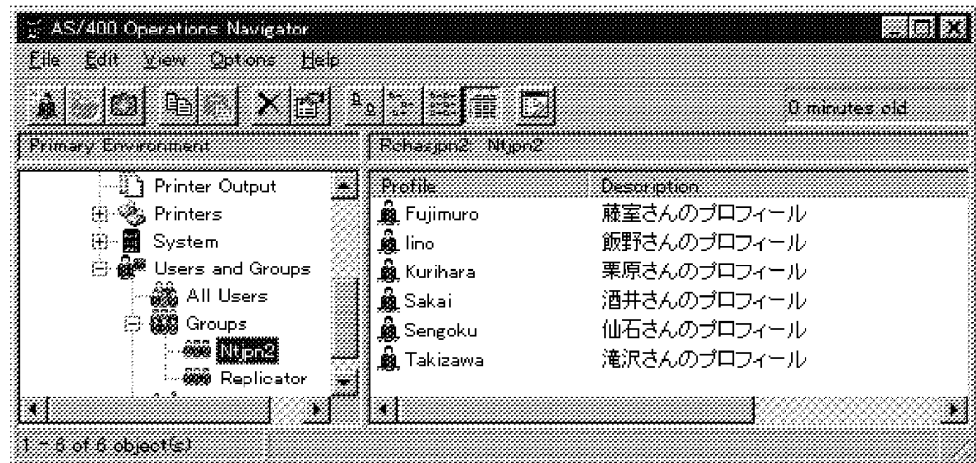 AS/400 Operations Navigator
File Edit View Options Help
0 minutes old
Primary Environment
Rchasjpn2: Ntjpn2
Printer Output
Printers
System
Users and Groups
All Users
Groups
Ntjpn2
Replicator
Profile Description
Fujimuro 藤室さんのプロフィール
Iino 飯野さんのプロフィール
Kurihara 栗原さんのプロフィール
Sakai 酒井さんのプロフィール
Sengoku 仙石さんのプロフィール
Takizawa 滝沢さんのプロフィール
1 - 6 of 6 object(s)